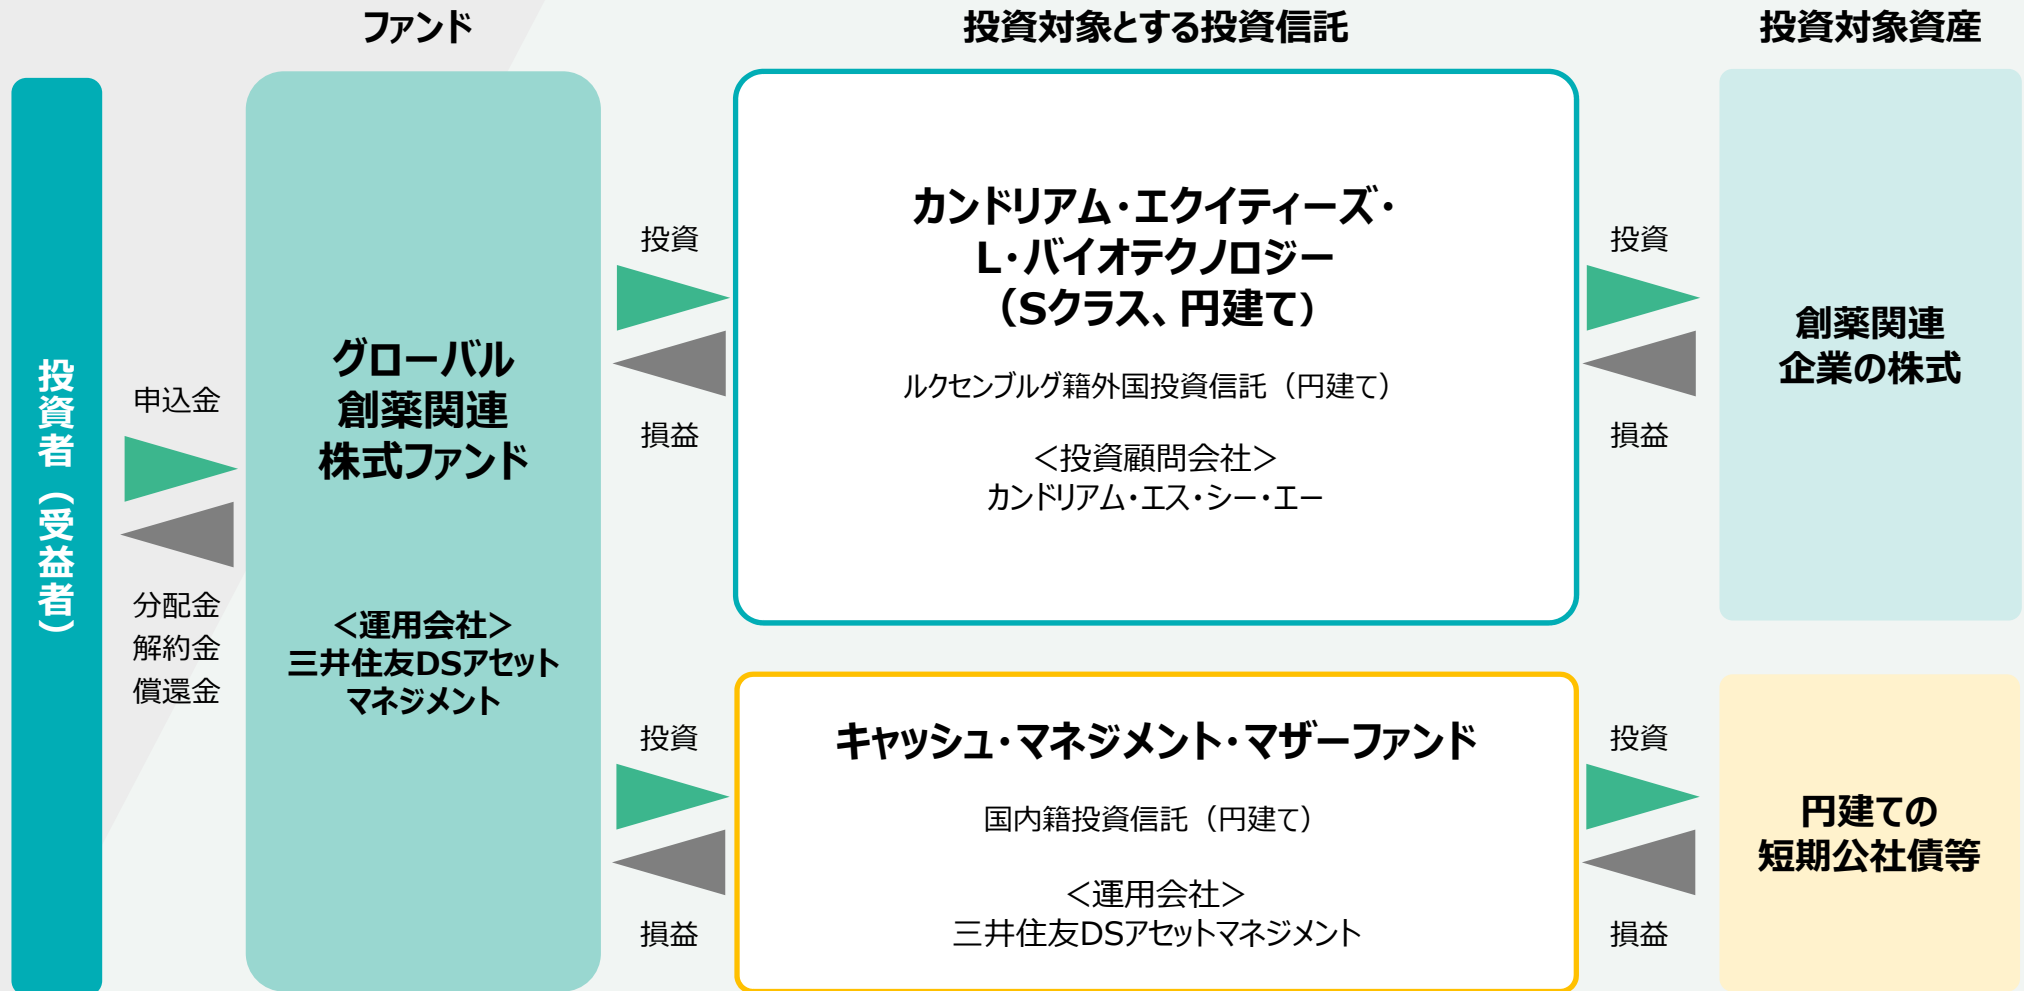 ファンド
投資対象とする投資信託
投資対象資産
投資者（受益者）
申込金
分配金
解約金
償還金
グローバル
創薬関連
株式ファンド
＜運用会社＞
三井住友DSアセット
マネジメント
投資
損益
カンドリアム・エクイティーズ・
L・バイオテクノロジー
（Sクラス、円建て）
ルクセンブルグ籍外国投資信託（円建て）
＜投資顧問会社＞
カンドリアム・エス・シー・エー
投資
損益
創薬関連
企業の株式
投資
損益
キャッシュ・マネジメント・マザーファンド
国内籍投資信託（円建て）
＜運用会社＞
三井住友DSアセットマネジメント
投資
損益
円建ての
短期公社債等